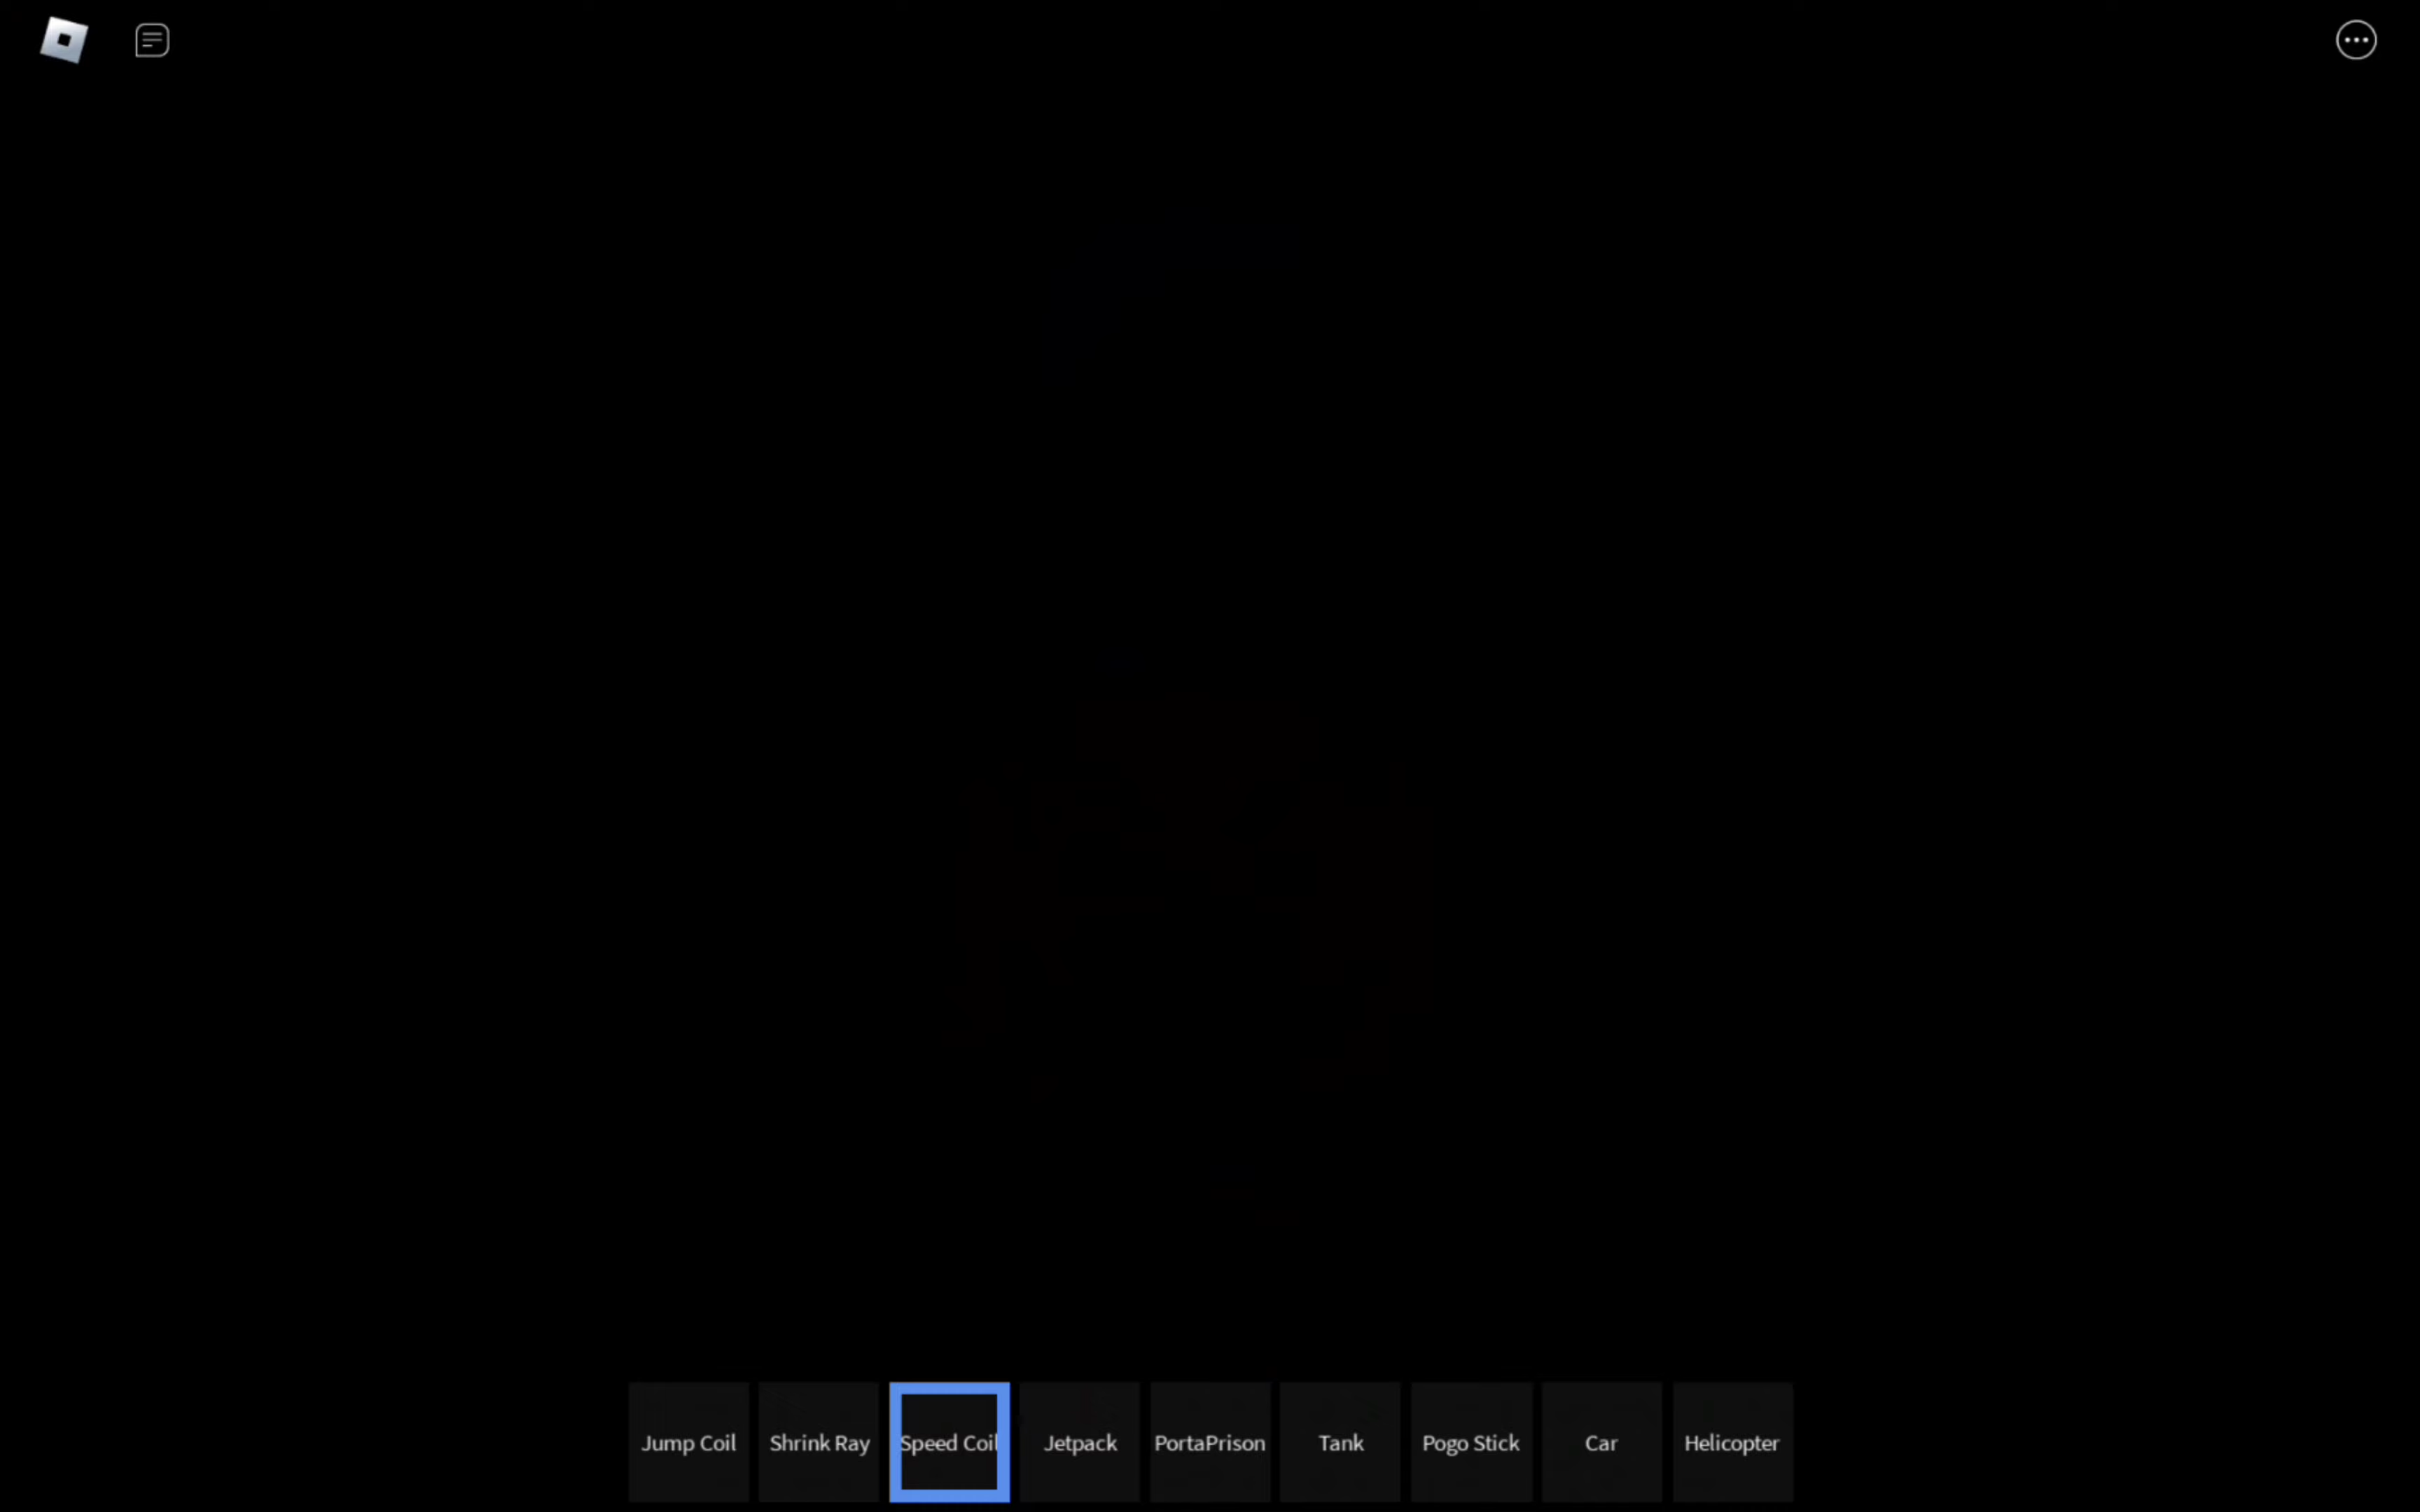 Jump Coil
Shrink Ray
Speed Coil
Jetpack
PortaPrison
Tank
Pogo Stick
Car
Helicopter